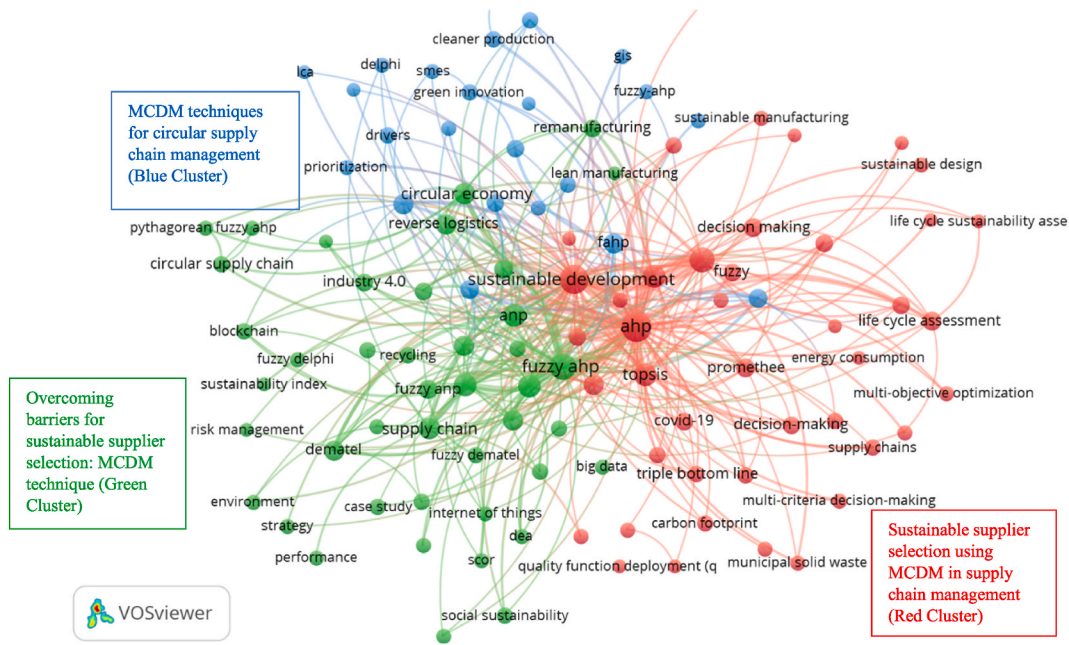 cleaner production
gis
delphi
lca
smes
green innovation
fuzzy-ahp
MCDM techniques
for circular supply
chain management
(Blue Cluster)
sustainable manufacturing
remanufacturing
drivers
prioritization
lean manufacturing
sustainable design
circular economy
reverse logistics
pythagorean fuzzy ahp
decision making
life cycle sustainability asse
fahp
circular supply chain
fuzzy
industry 4.0
sustainable development
anp
ahp
life cycle assessment
blockchain
fuzzy delphi
recycling
fuzzy ahp
topsis
promethee
energy consumption
sustainability index
fuzzy anp
multi-objective optimization
Overcoming
barriers for
sustainable supplier
selection: MCDM
technique (Green
Cluster)
risk management
supply chain
covid-19
decision-making
dematel
fuzzy dematel
supply chains
big data
triple bottom line
environment
case study
internet of things
multi-criteria decision-making
strategy
dea
carbon footprint
performance
scor
quality function deployment (q
municipal solid waste
Sustainable supplier
selection using
MCDM in supply
chain management
(Red Cluster)
social sustainability
VOSviewer